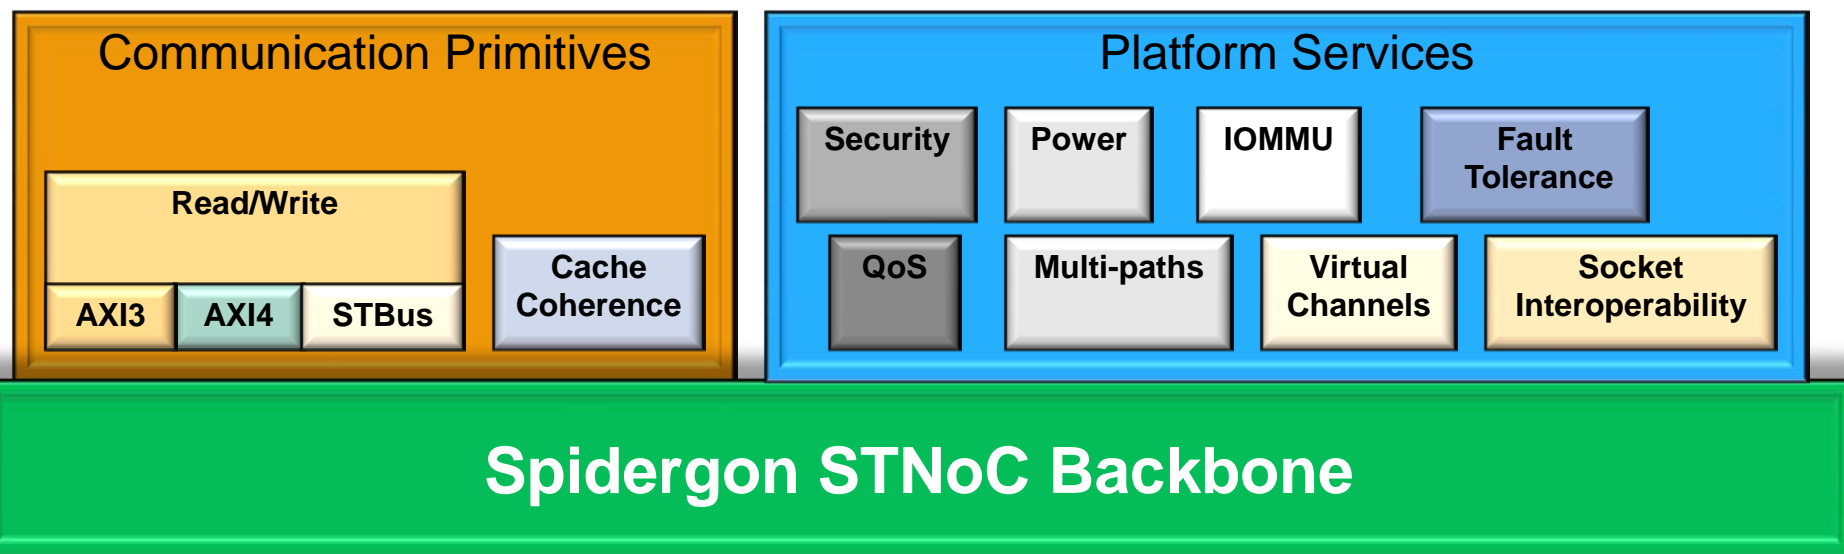 Communication Primitives
Read/Write
AXI3
AXI4
STBus
Cache
Coherence
Platform Services
Security
Power
IOMMU
Fault
Tolerance
QoS
Multi-paths
Virtual
Channels
Socket
Interoperability
Spidergon STNoC Backbone